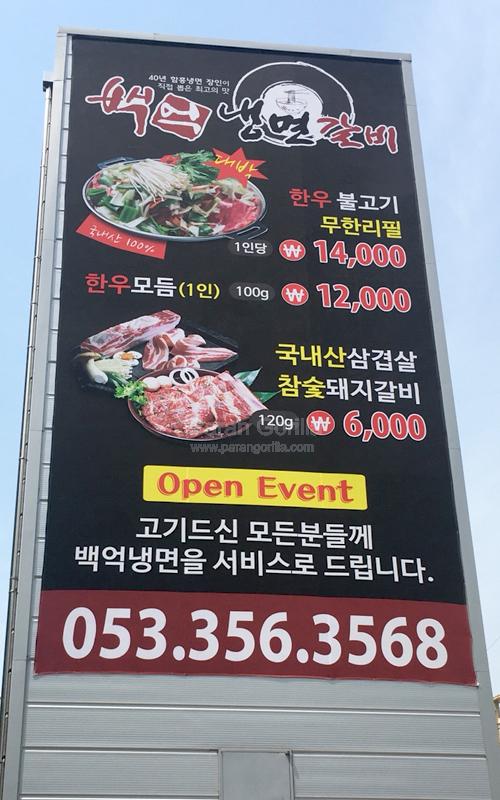 40년 함흥냉면 장인이
직접 뽑은 최고의 맛
백억냉면갈비
대박
한우 불고기
무한리필
국내산 100%
1인당 ₩ 14,000
한우모듬(1인) 100g ₩ 12,000
국내산삼겹살
참숯돼지갈비
120g ₩ 6,000
Paran Gorilla
www.parangorilla.com
Open Event
고기드신 모든분들께
백억냉면을 서비스로 드립니다.
053.356.3568